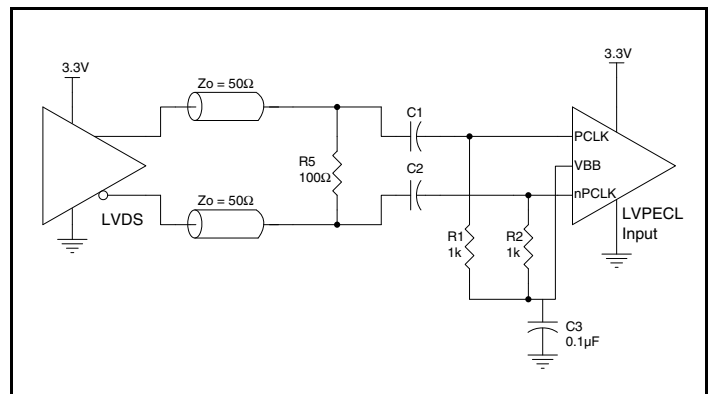 3.3V
3.3V
Zo = 50Ω
C1
PCLK
R5
100Ω
VBB
C2
Zo = 50Ω
nPCLK
LVDS
LVPECL
Input
R1
1k
R2
1k
C3
0.1µF